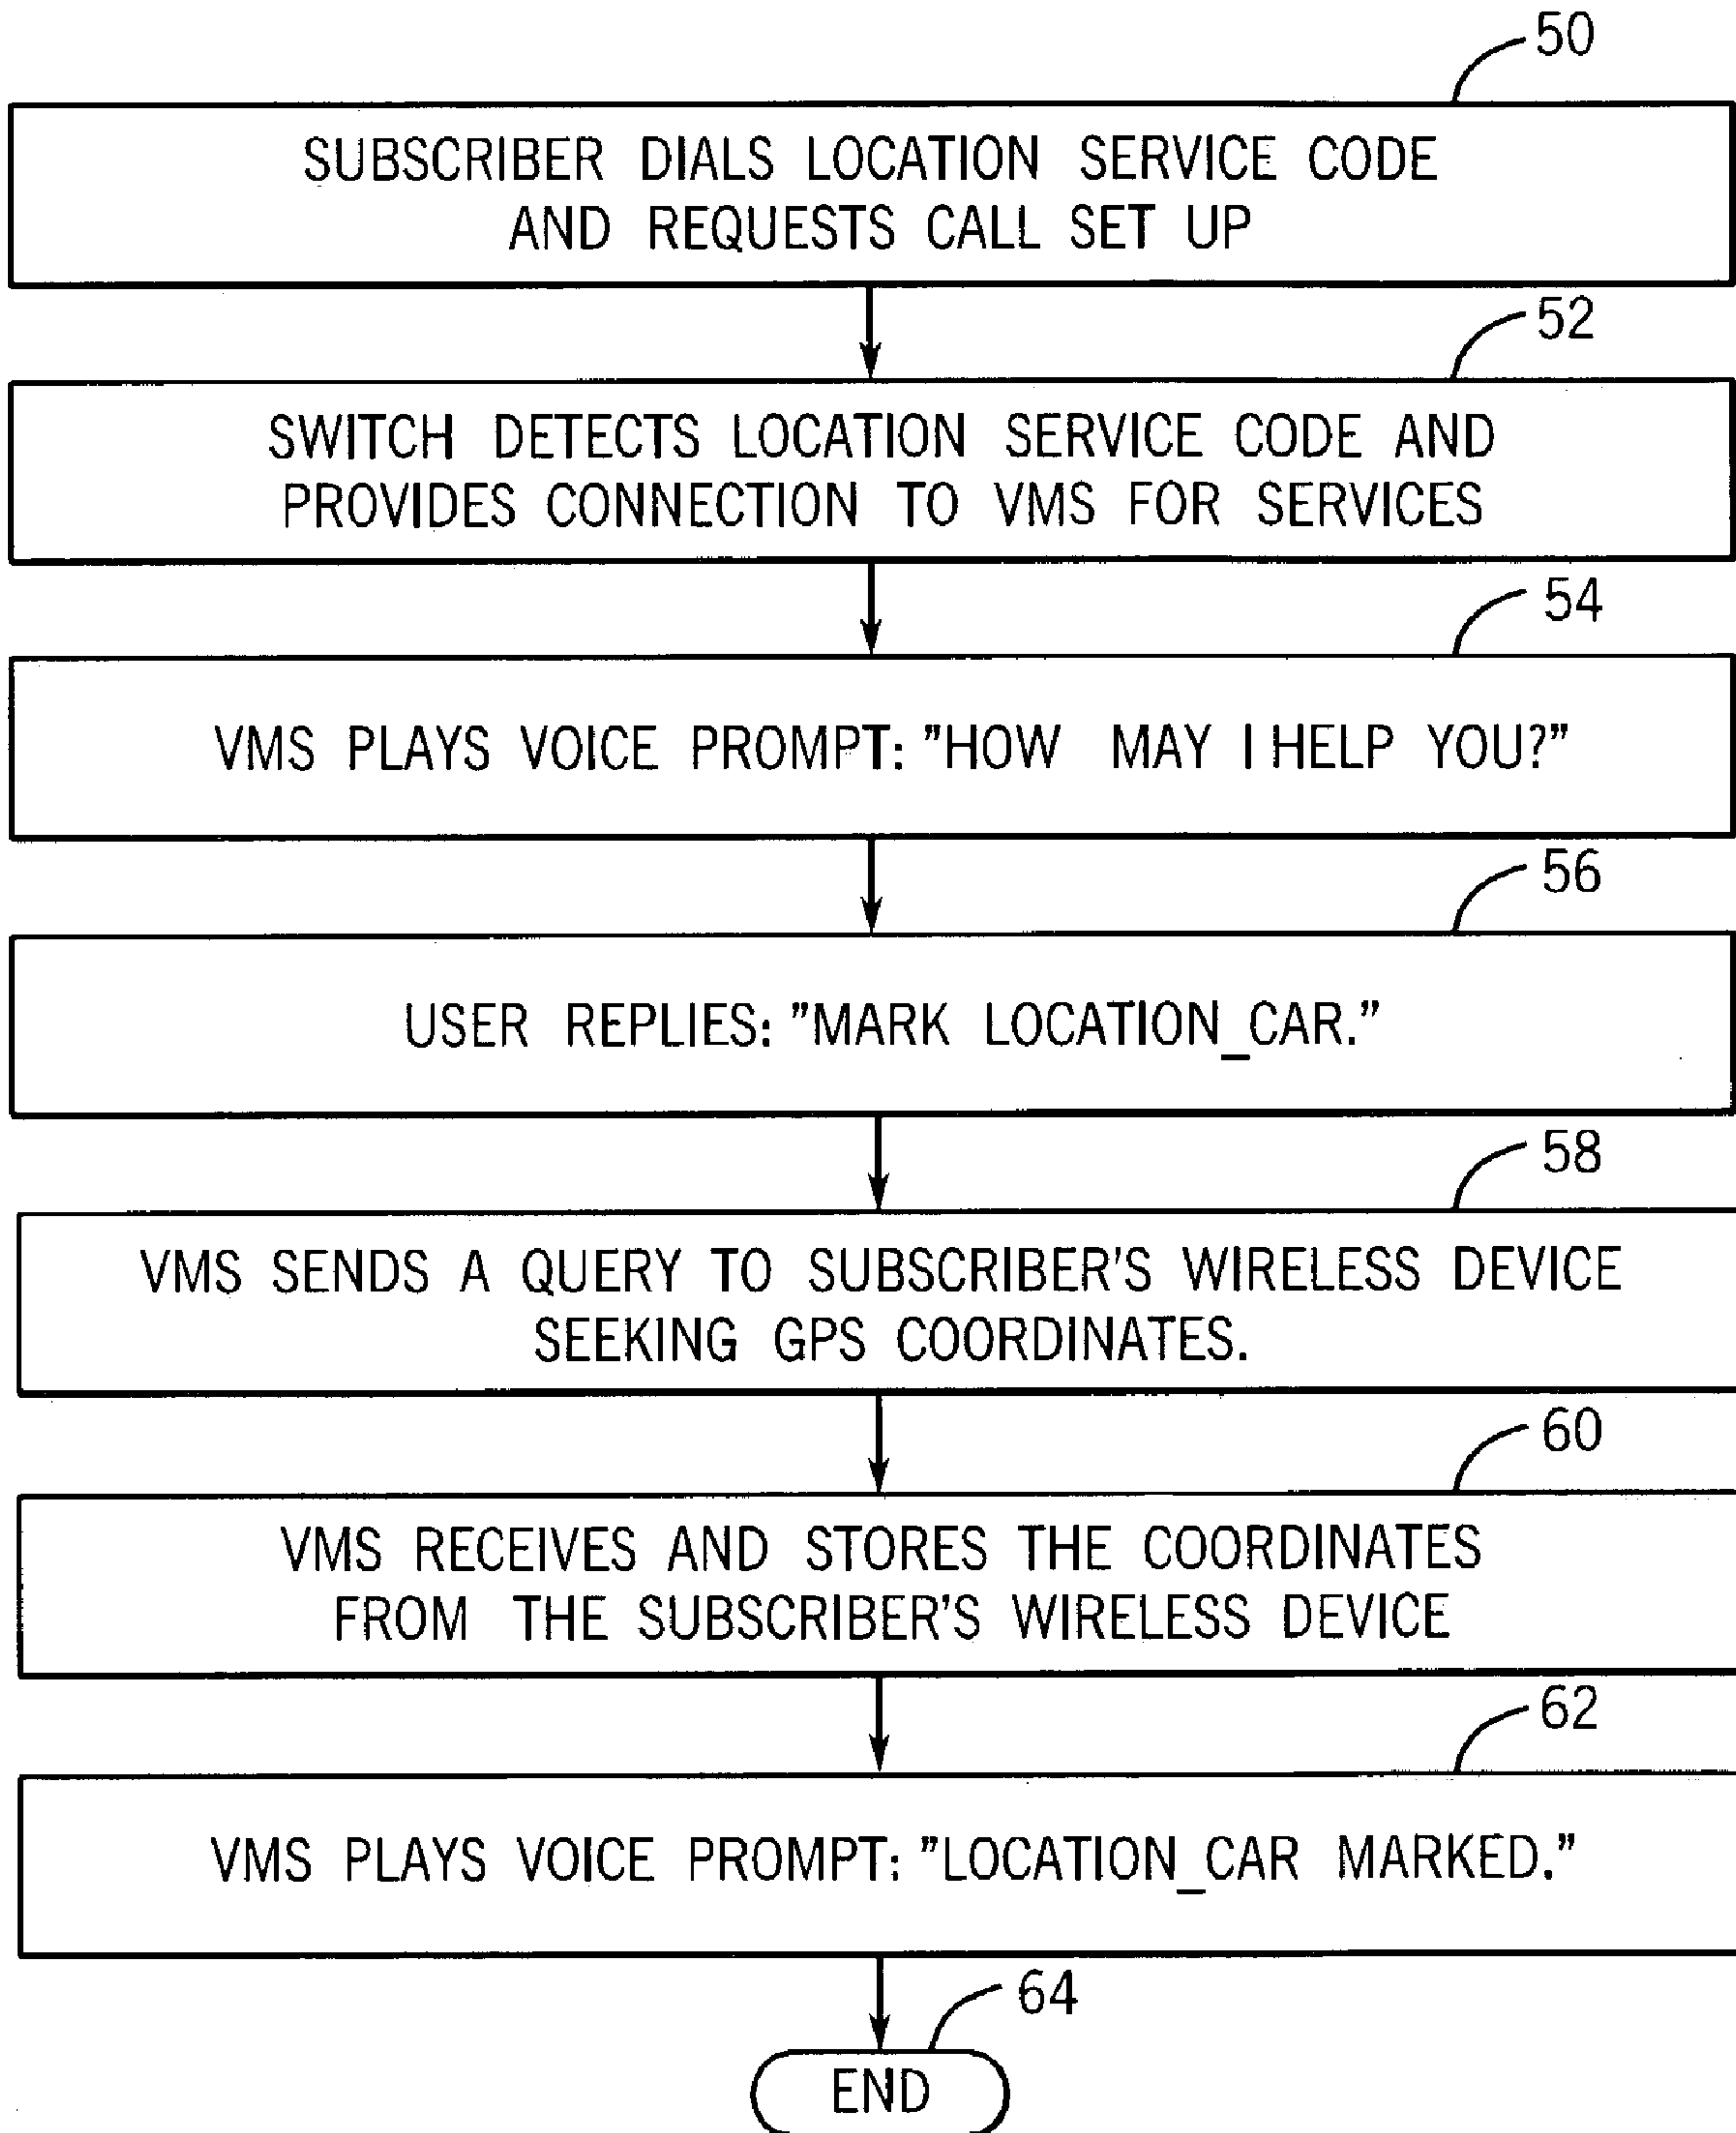 50
SUBSCRIBER DIALS LOCATION SERVICE CODE
AND REQUESTS CALL SET UP
52
SWITCH DETECTS LOCATION SERVICE CODE AND
PROVIDES CONNECTION TO VMS FOR SERVICES
54
VMS PLAYS VOICE PROMPT: "HOW MAY I HELP YOU?"
56
USER REPLIES: "MARK LOCATION_CAR."
58
VMS SENDS A QUERY TO SUBSCRIBER'S WIRELESS DEVICE
SEEKING GPS COORDINATES.
60
VMS RECEIVES AND STORES THE COORDINATES
FROM THE SUBSCRIBER'S WIRELESS DEVICE
62
VMS PLAYS VOICE PROMPT: "LOCATION_CAR MARKED."
64
END